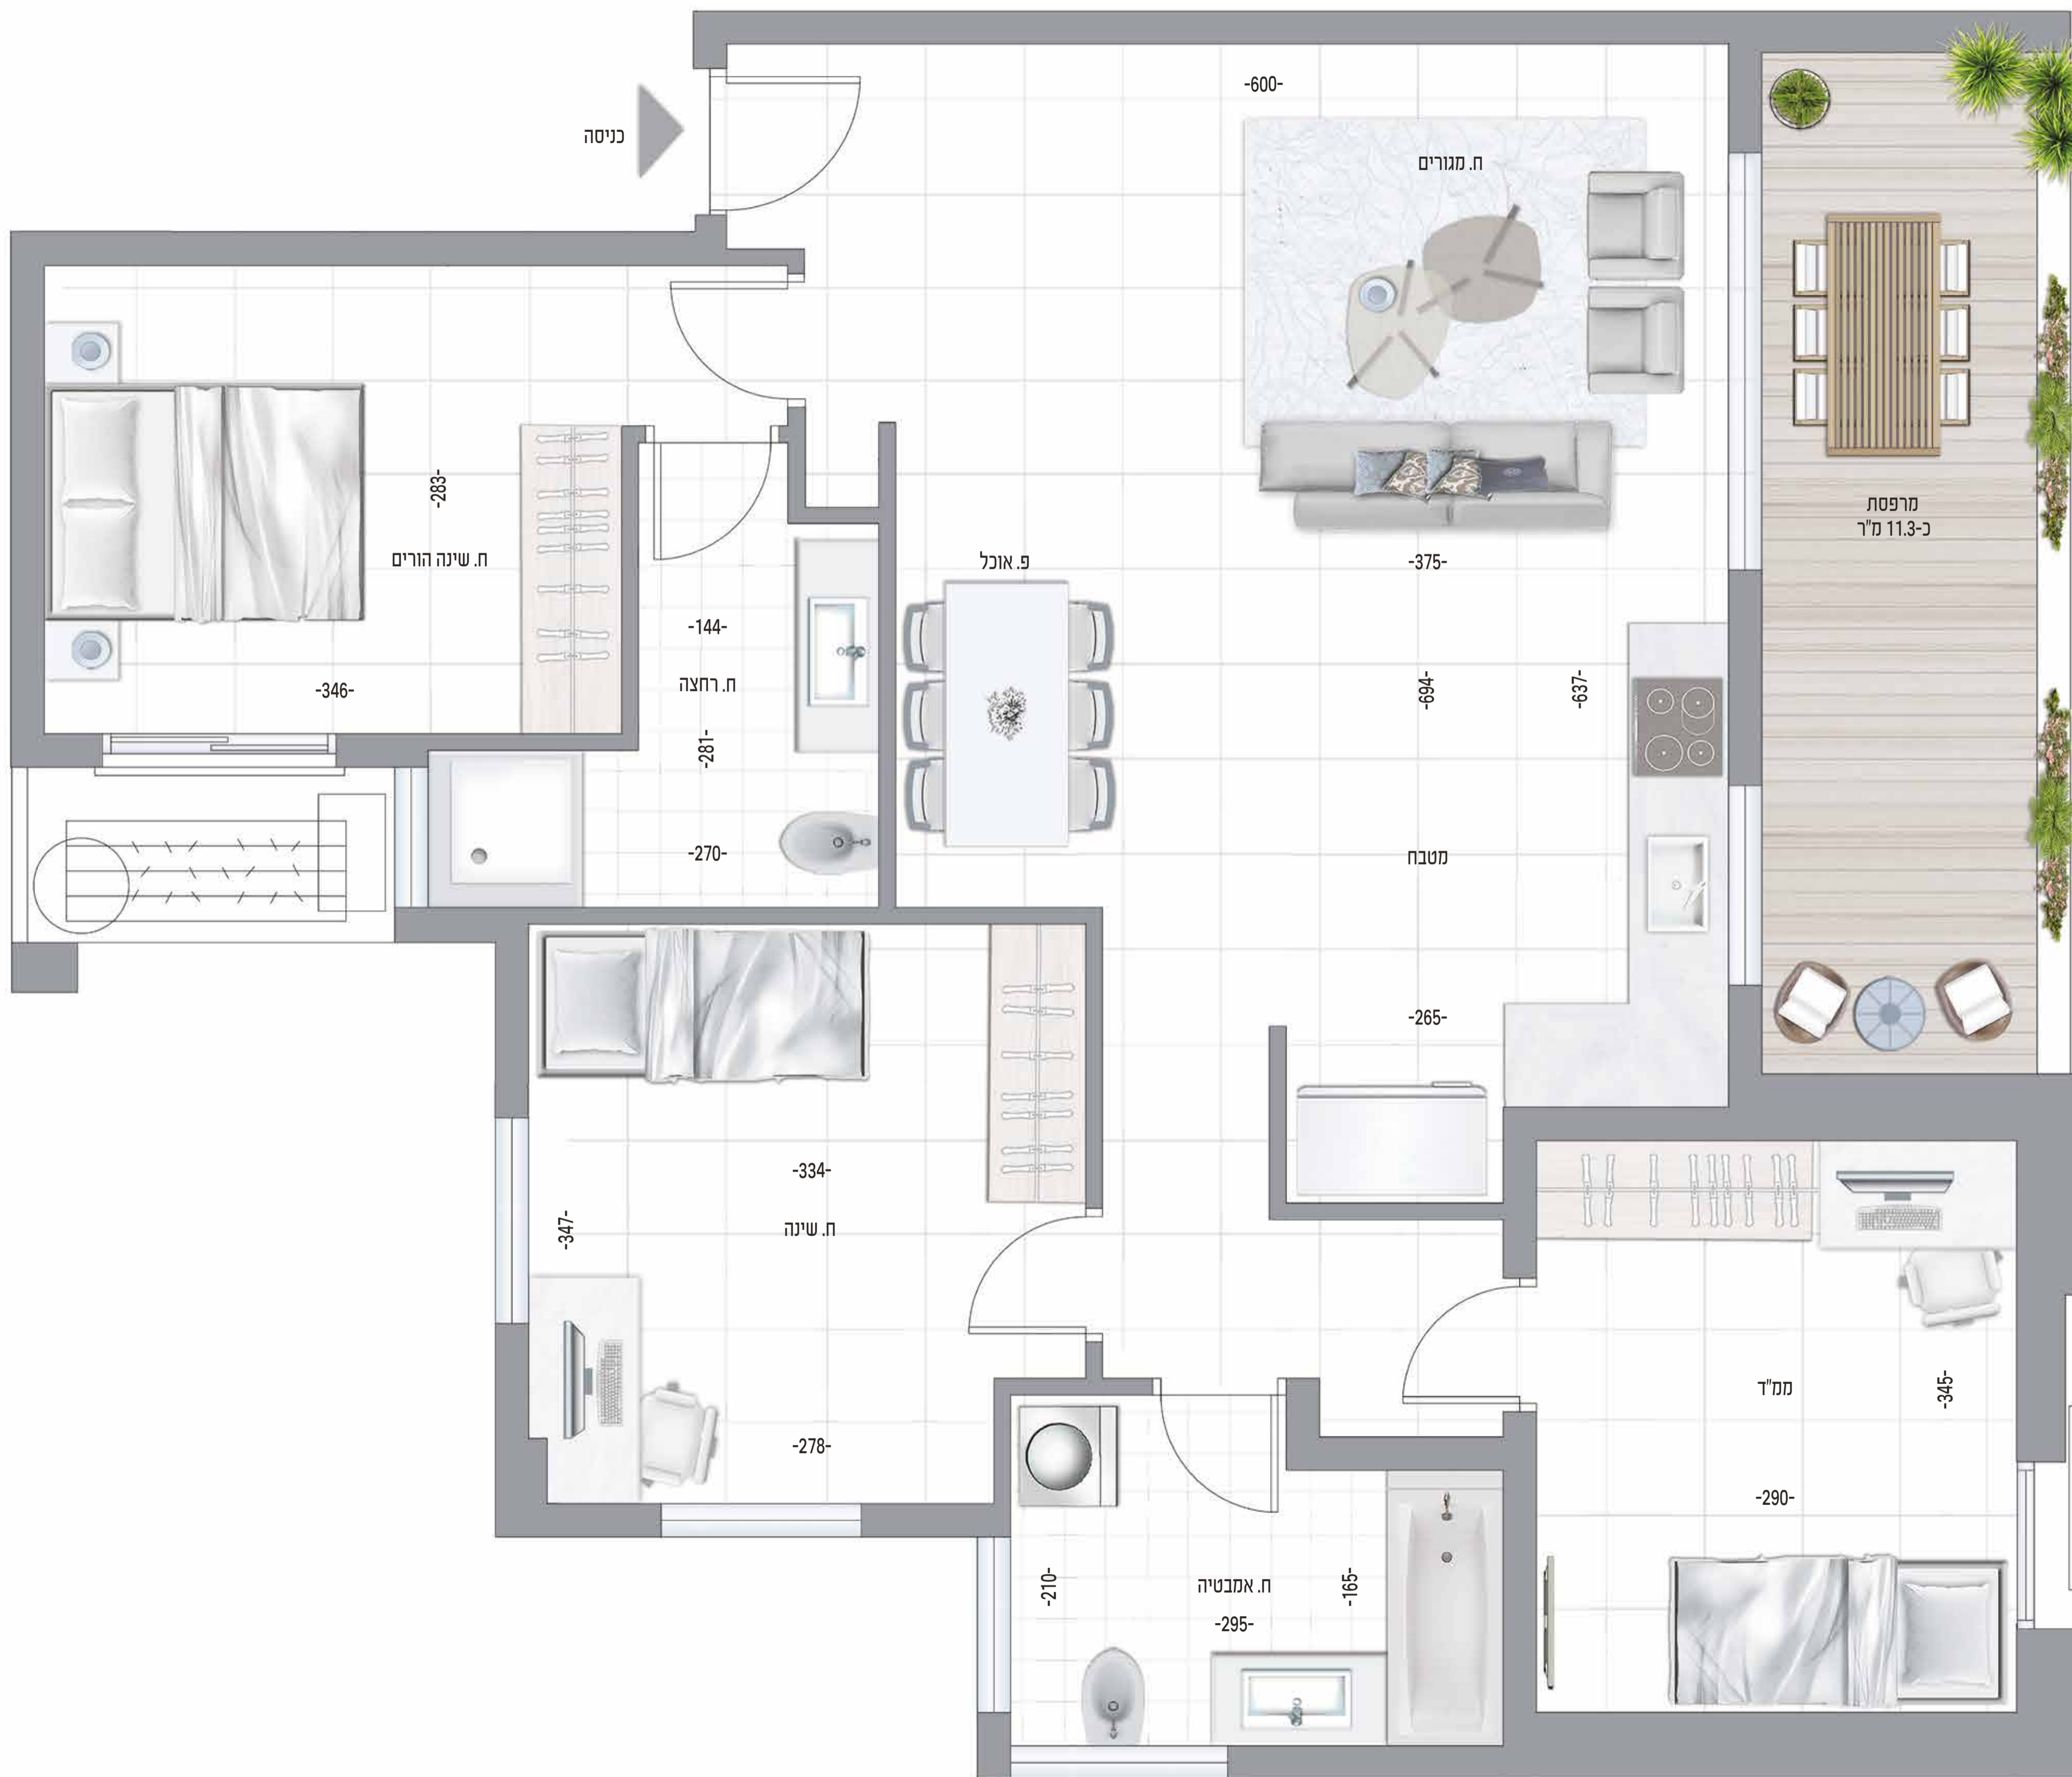 -600-
כניסה
ח. מגורים
מרפסת
כ-11.3 מ"ר
-283-
ח. שינה הורים
-346-
פ. אוכל
-375-
-144-
ח. רחצה
-281-
-270-
-694-
-637-
מטבח
-265-
-334-
ח. שינה
-347-
-278-
ממ"ד
-345-
-290-
-210-
ח. אמבטיה
-295-
-165-